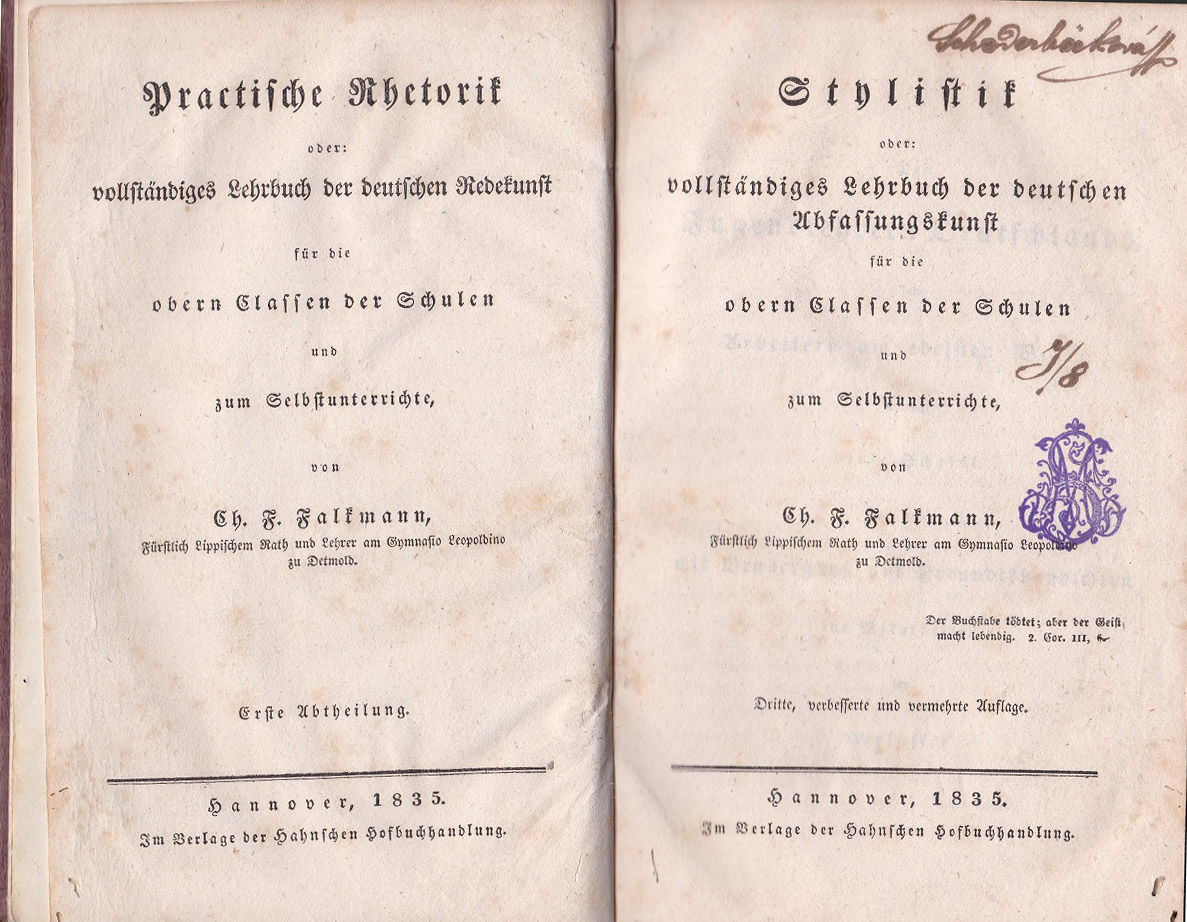 Practische Rhetorik
oder:
vollständiges Lehrbuch der deutschen Redekunst
für die
obern Classen der Schulen
und
zum Selbstunterrichte,
von
Ch. F. Falkmann,
Fürstlich Lippischem Rath und Lehrer am Gymnasio Leopoldino
zu Detmold.
Erste Abtheilung.
Hannover, 1835.
Im Verlage der Hahnschen Hofbuchhandlung.
Stylistik
oder:
vollständiges Lehrbuch der deutschen
Abfassungskunst
für die
obern Classen der Schulen
und
7/8
zum Selbstunterrichte,
von
Ch. F. Falkmann,
Fürstlich Lippischem Rath und Lehrer am Gymnasio Leopoldino
zu Detmold.
Der Buchstabe tödtet; aber der Geist
macht lebendig. 2. Cor. III, 6.
Dritte, verbesserte und vermehrte Auflage.
Hannover, 1835.
Im Verlage der Hahnschen Hofbuchhandlung.